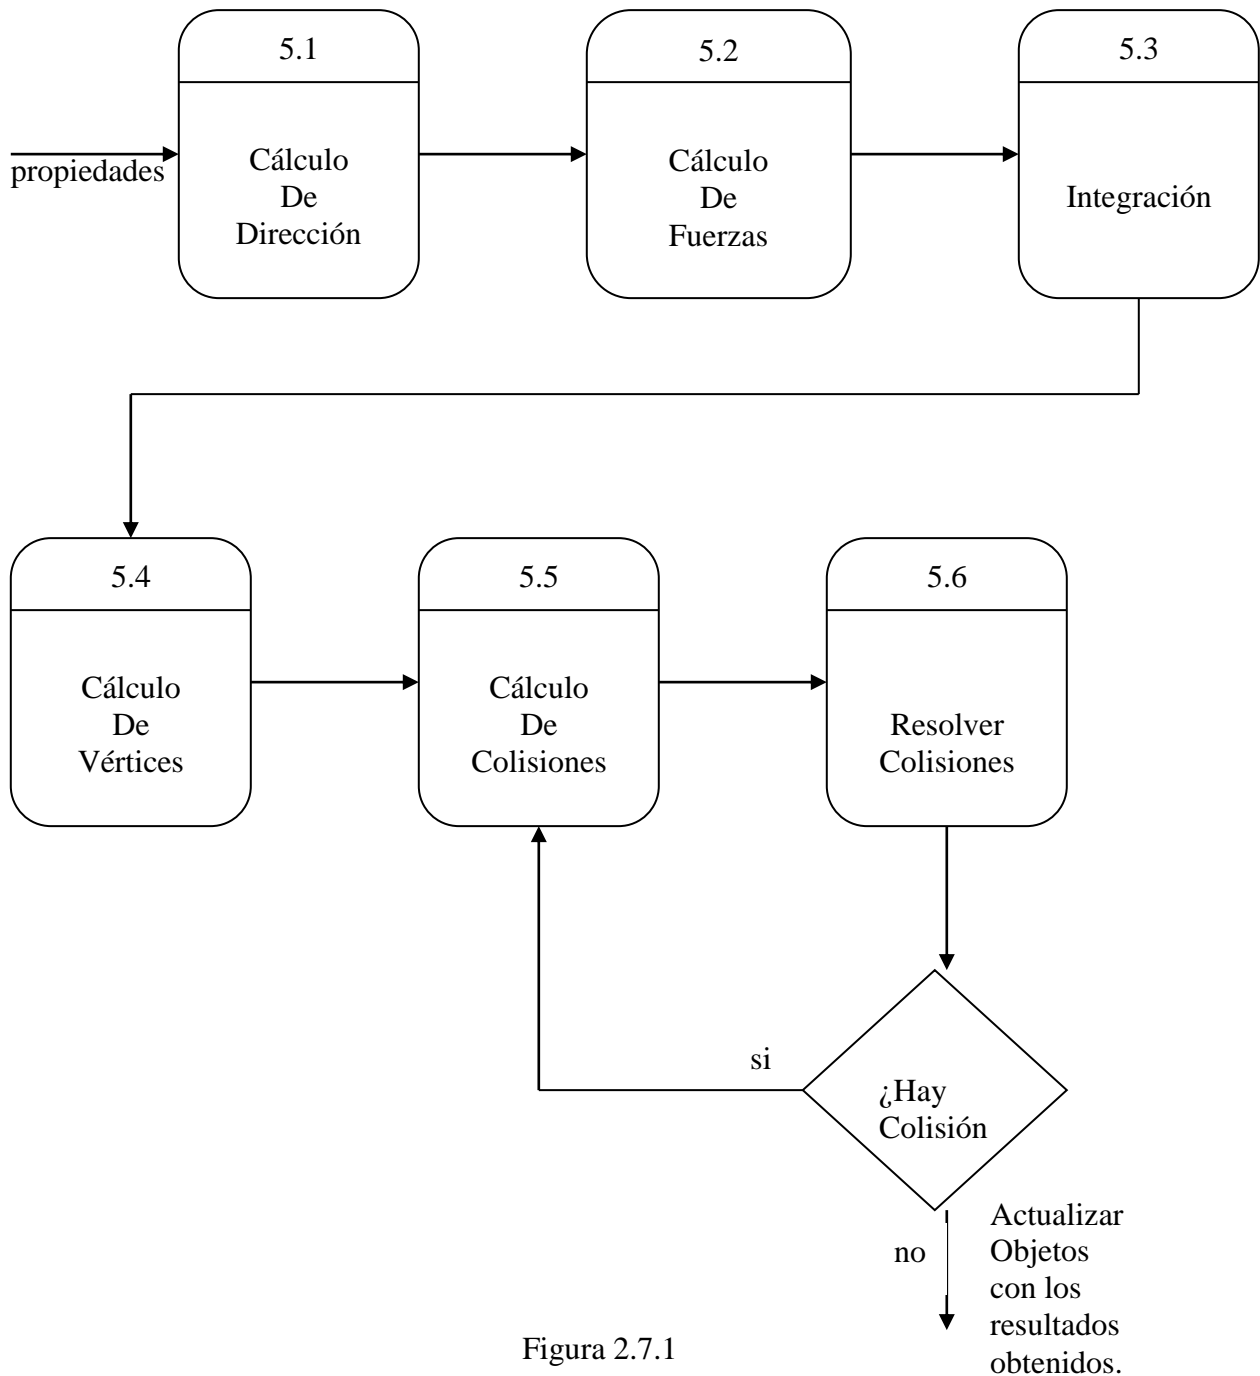 5.1
5.2
5.3
propiedades
Cálculo
De
Dirección
Cálculo
De
Fuerzas
Integración
5.4
5.5
5.6
Cálculo
De
Vértices
Cálculo
De
Colisiones
Resolver
Colisiones
si
¿Hay
Colisión
no
Actualizar
Objetos
con los
resultados
obtenidos.
Figura 2.7.1